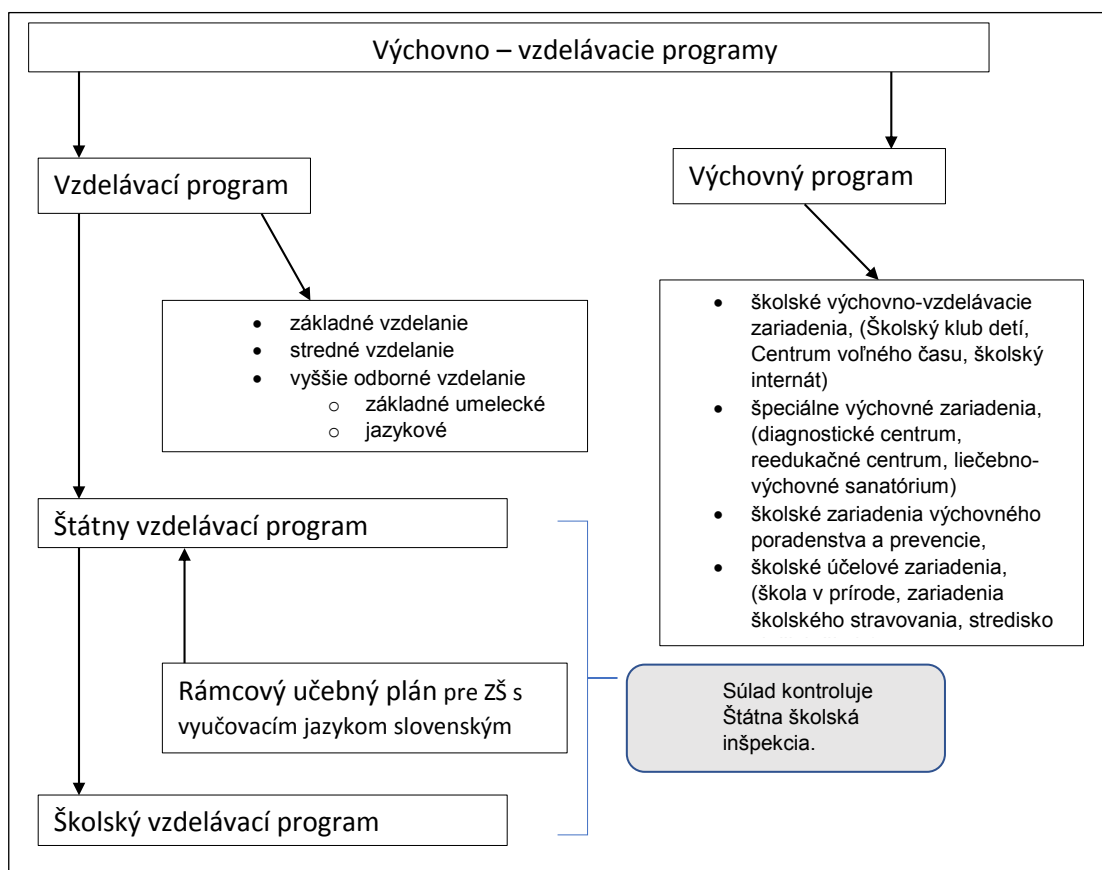 Výchovno – vzdelávacie programy
Vzdelávací program
Výchovný program
• základné vzdelanie
• stredné vzdelanie
• vyššie odborné vzdelanie
o základné umelecké
o jazykové
• školské výchovno-vzdelávacie
zariadenia, (Školský klub detí,
Centrum voľného času, školský
internát)
• špeciálne výchovné zariadenia,
(diagnostické centrum,
reedukačné centrum, liečebno-
výchovné sanatórium)
• školské zariadenia výchovného
poradenstva a prevencie,
• školské účelové zariadenia,
(škola v prírode, zariadenia
školského stravovania, stredisko
Štátny vzdelávací program
Rámcový učebný plán pre ZŠ s
vyučovacím jazykom slovenským
Súlad kontroluje
Štátna školská
inšpekcia.
Školský vzdelávací program